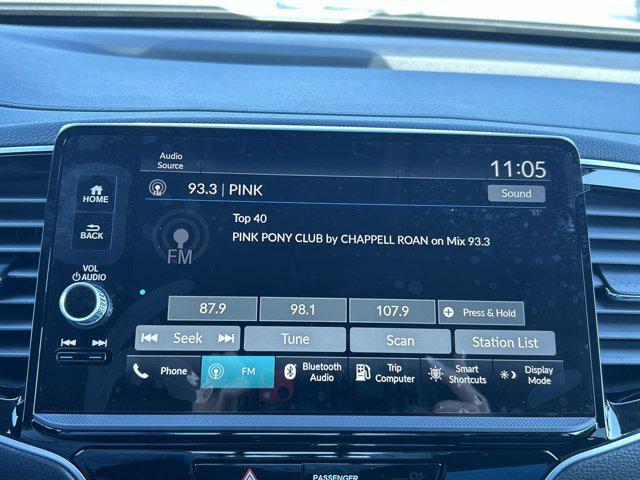 Audio
Source
11:05
HOME
FM
93.3 | PINK
Sound
Top 40
ST
PINK PONY CLUB by CHAPPELL ROAN on Mix 93.3
BACK
FM
VOL
AUDIO
87.9
98.1
107.9
Press & Hold
Seek
Tune
Scan
Station List
Phone
FM
Bluetooth
Audio
Trip
Computer
Smart
Shortcuts
Display
Mode
PASSENGER